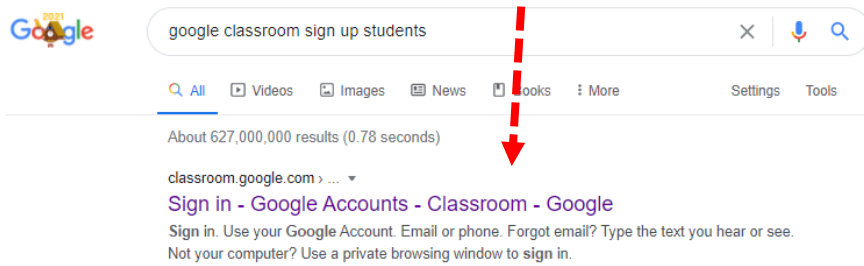 2021
Google
google classroom sign up students
All Videos Images News Books More Settings Tools
About 627,000,000 results (0.78 seconds)
classroom.google.com › ...
Sign in - Google Accounts - Classroom - Google
Sign in. Use your Google Account. Email or phone. Forgot email? Type the text you hear or see.
Not your computer? Use a private browsing window to sign in.